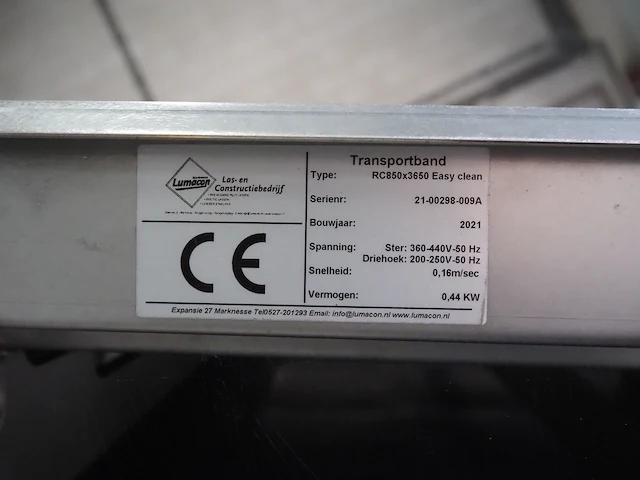 Lumacon
Las- en
Constructiebedrijf
CE
Transportband
Type: RC850x3650 Easy clean
Serienr: 21-00298-009A
Bouwjaar: 2021
Spanning: Ster: 360-440V-50 Hz
Driehoek: 200-250V-50 Hz
Snelheid: 0,16m/sec
Vermogen: 0,44 KW
Expansie 27 Marknesse Tel0527-201293 Email: info@lumacon.nl www.lumacon.nl